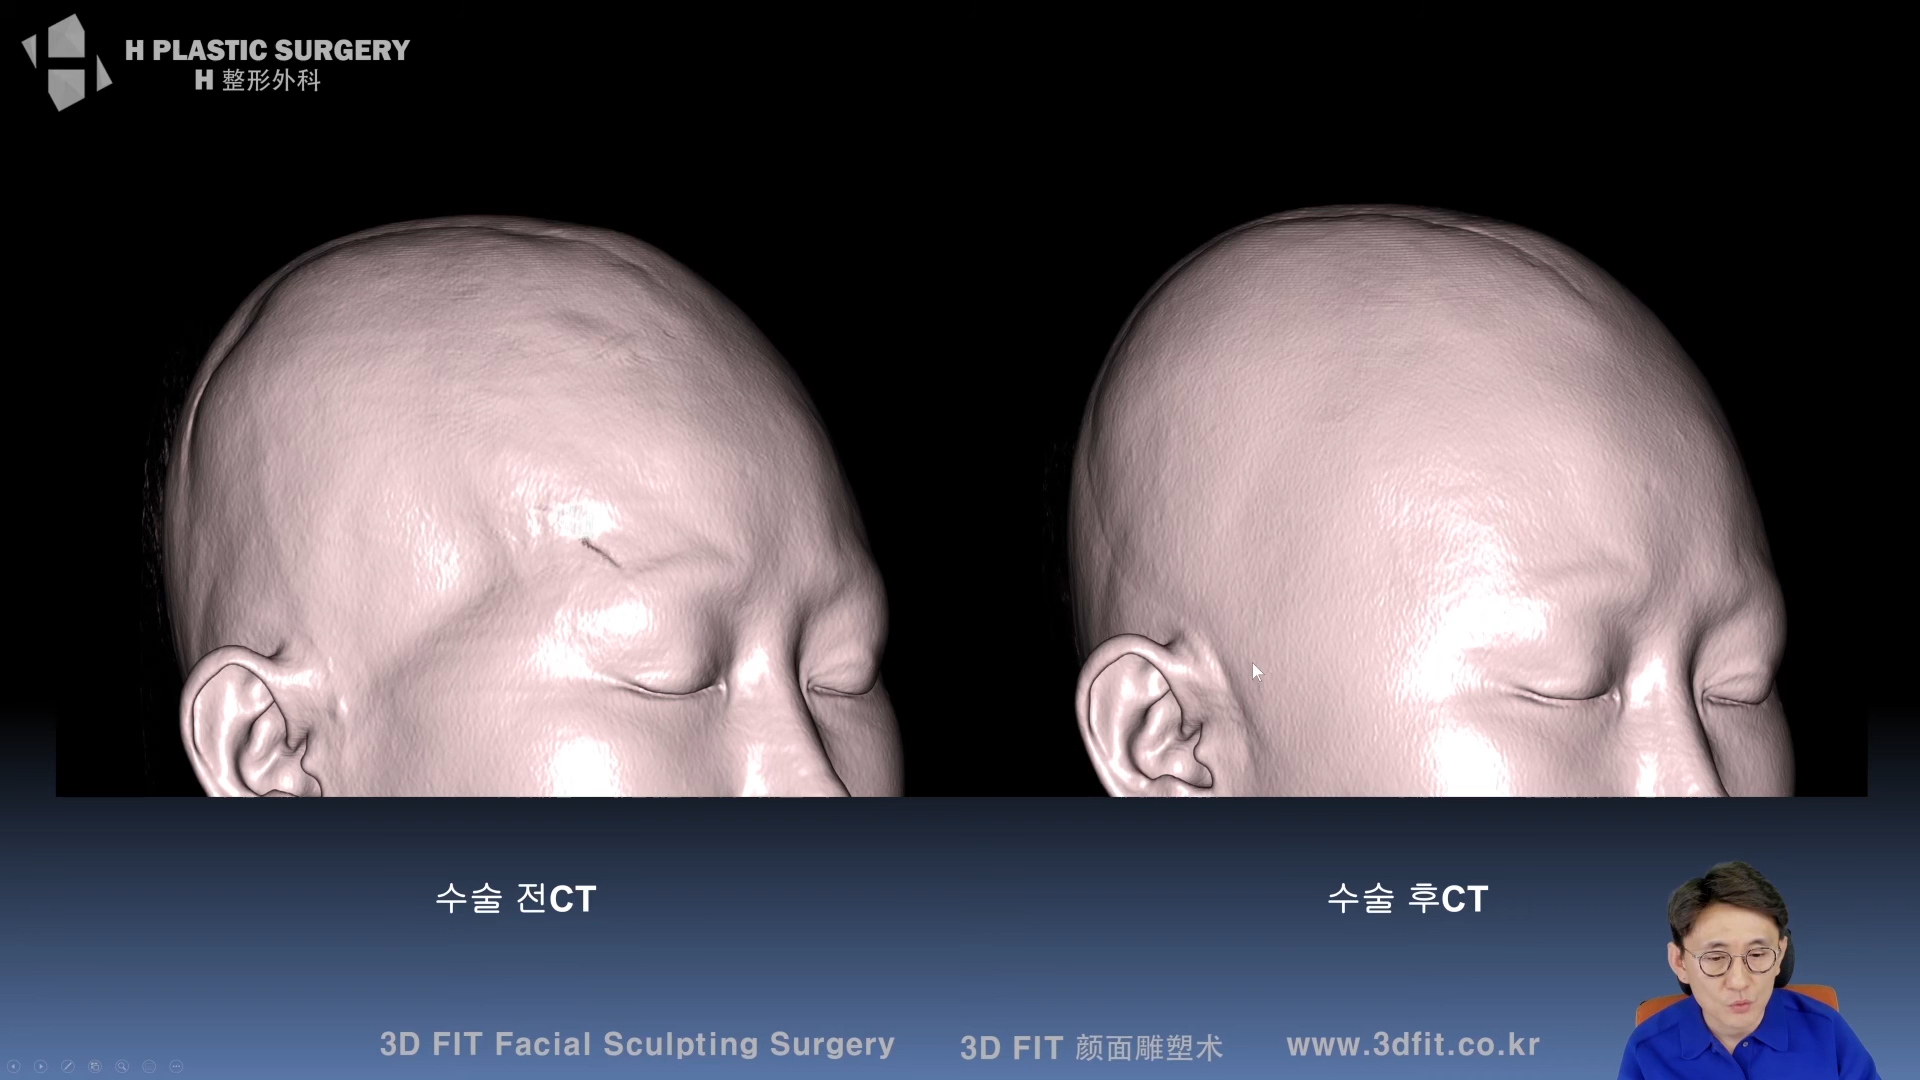 H PLASTIC SURGERY
H 整形外科
수술 전CT
수술 후CT
3D FIT Facial Sculpting Surgery
3D FIT 颜面雕塑术
www.3dfit.co.kr